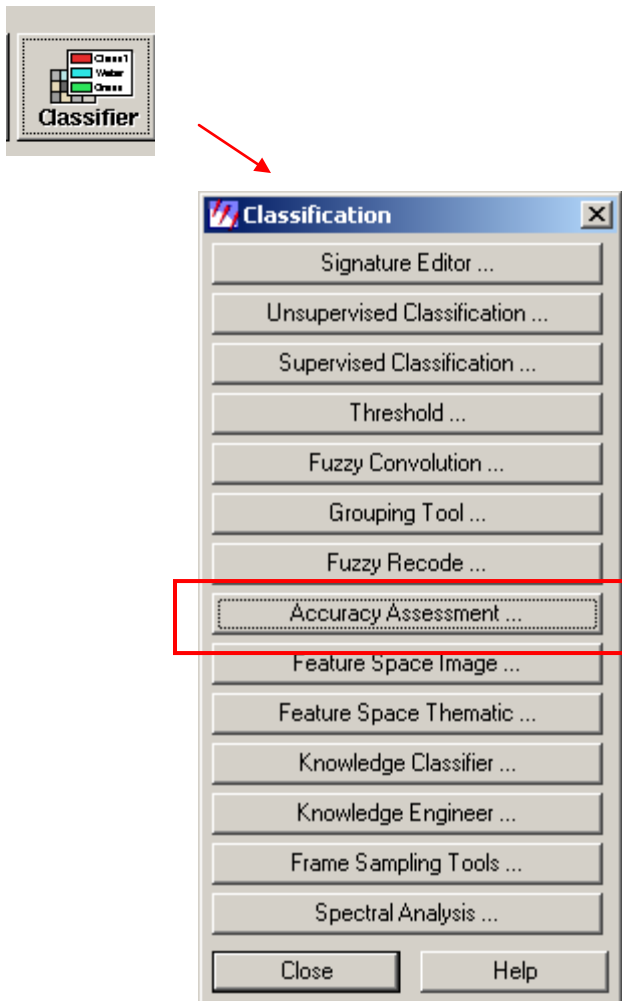 Class1
Water
Grass
Classifier
Classification
Signature Editor ...
Unsupervised Classification ...
Supervised Classification ...
Threshold ...
Fuzzy Convolution ...
Grouping Tool ...
Fuzzy Recode ...
Accuracy Assessment ...
Feature Space Image ...
Feature Space Thematic ...
Knowledge Classifier ...
Knowledge Engineer ...
Frame Sampling Tools ...
Spectral Analysis ...
Close Help